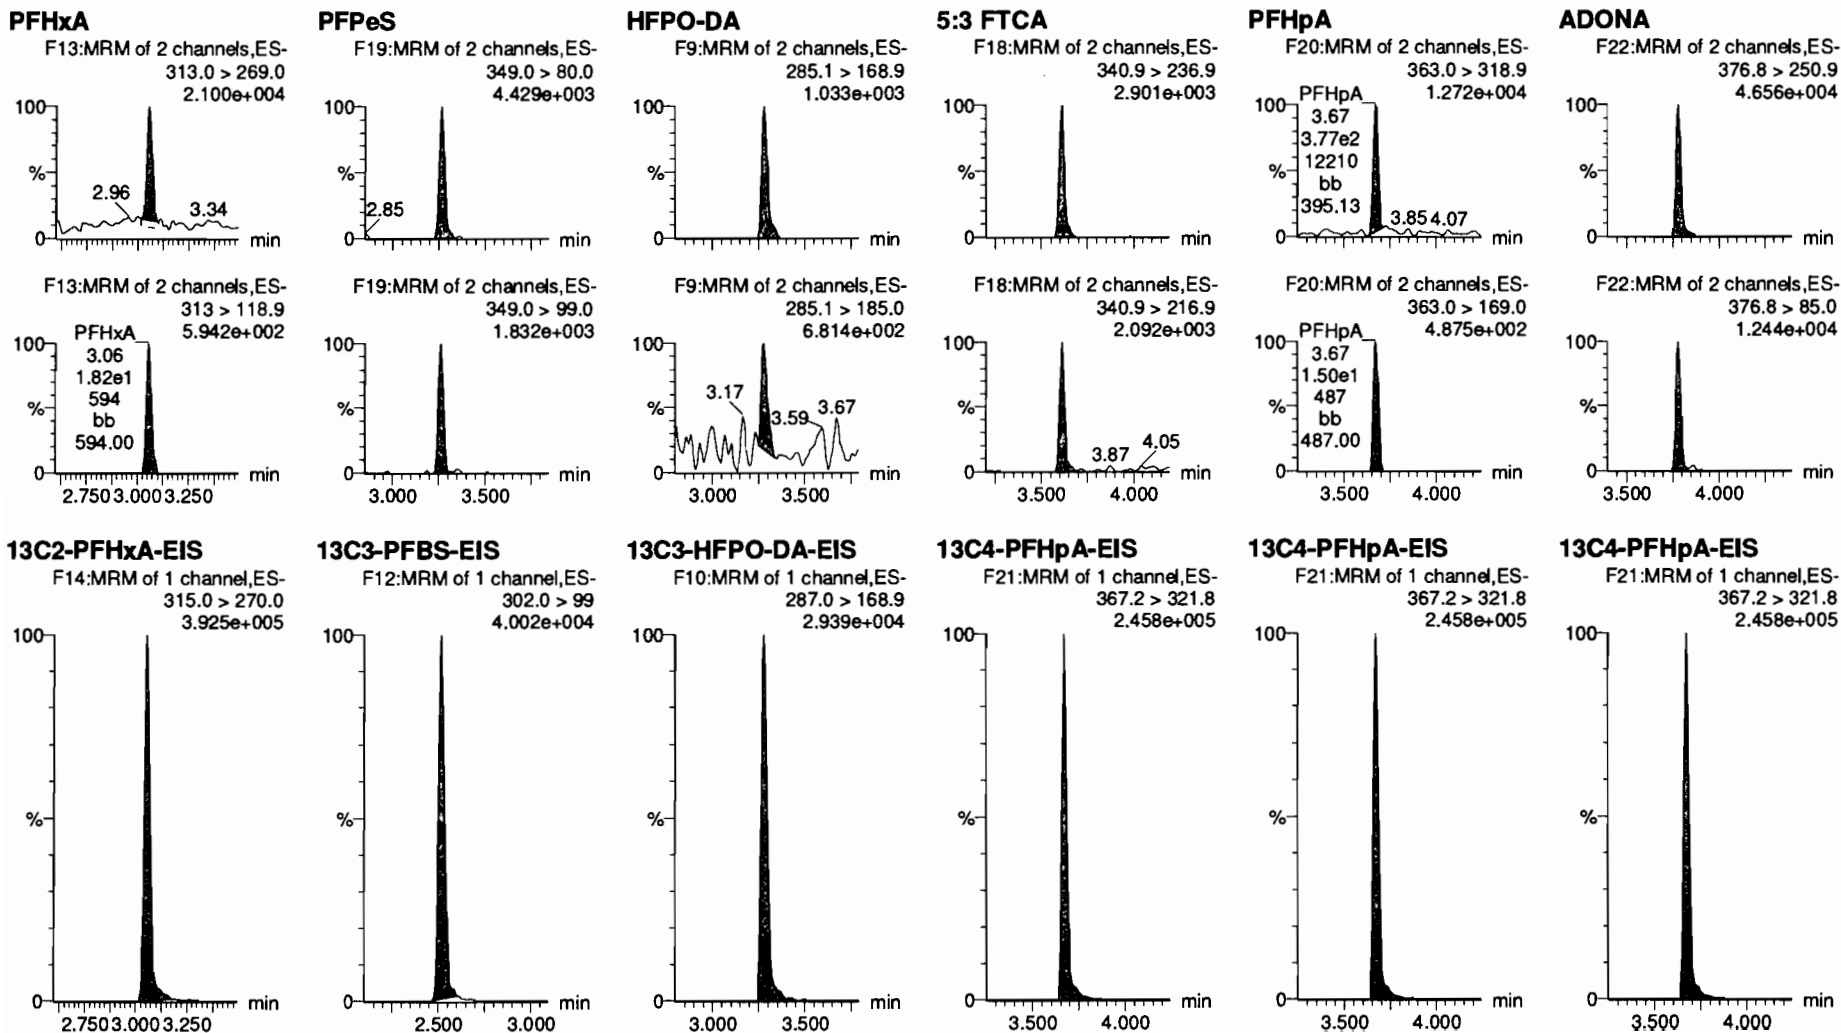 PFHxA
F13:MRM of 2 channels,ES-
313.0 > 269.0
2.100e+004
100
%
0
2.96
3.34
min
F13:MRM of 2 channels,ES-
313 > 118.9
5.942e+002
100
%
0
PFHxA
3.06
1.82e1
594
bb
594.00
min
2.750 3.000 3.250
13C2-PFHxA-EIS
F14:MRM of 1 channel,ES-
315.0 > 270.0
3.925e+005
100
%
0
min
2.750 3.000 3.250
PFPeS
F19:MRM of 2 channels,ES-
349.0 > 80.0
4.429e+003
100
%
0
2.85
min
F19:MRM of 2 channels,ES-
349.0 > 99.0
1.832e+003
100
%
0
min
3.000 3.500
13C3-PFBS-EIS
F12:MRM of 1 channel,ES-
302.0 > 99
4.002e+004
100
%
0
min
2.500 3.000
HFPO-DA
F9:MRM of 2 channels,ES-
285.1 > 168.9
1.033e+003
100
%
0
min
F9:MRM of 2 channels,ES-
285.1 > 185.0
6.814e+002
100
%
0
3.17
3.59
3.67
min
3.000 3.500
13C3-HFPO-DA-EIS
F10:MRM of 1 channel,ES-
287.0 > 168.9
2.939e+004
100
%
0
min
3.000 3.500
5:3 FTCA
F18:MRM of 2 channels,ES-
340.9 > 236.9
2.901e+003
100
%
0
min
F18:MRM of 2 channels,ES-
340.9 > 216.9
2.092e+003
100
%
0
3.87
4.05
min
3.500 4.000
13C4-PFHpA-EIS
F21:MRM of 1 channel,ES-
367.2 > 321.8
2.458e+005
100
%
0
min
3.500 4.000
PFHpA
F20:MRM of 2 channels,ES-
363.0 > 318.9
1.272e+004
100
%
0
PFHpA
3.67
3.77e2
12210
bb
395.13
3.85 4.07
min
F20:MRM of 2 channels,ES-
363.0 > 169.0
4.875e+002
100
%
0
PFHpA
3.67
1.50e1
487
bb
487.00
min
3.500 4.000
13C4-PFHpA-EIS
F21:MRM of 1 channel,ES-
367.2 > 321.8
2.458e+005
100
%
0
min
3.500 4.000
ADONA
F22:MRM of 2 channels,ES-
376.8 > 250.9
4.656e+004
100
%
0
min
F22:MRM of 2 channels,ES-
376.8 > 85.0
1.244e+004
100
%
0
min
3.500 4.000
13C4-PFHpA-EIS
F21:MRM of 1 channel,ES-
367.2 > 321.8
2.458e+005
100
%
0
min
3.500 4.000